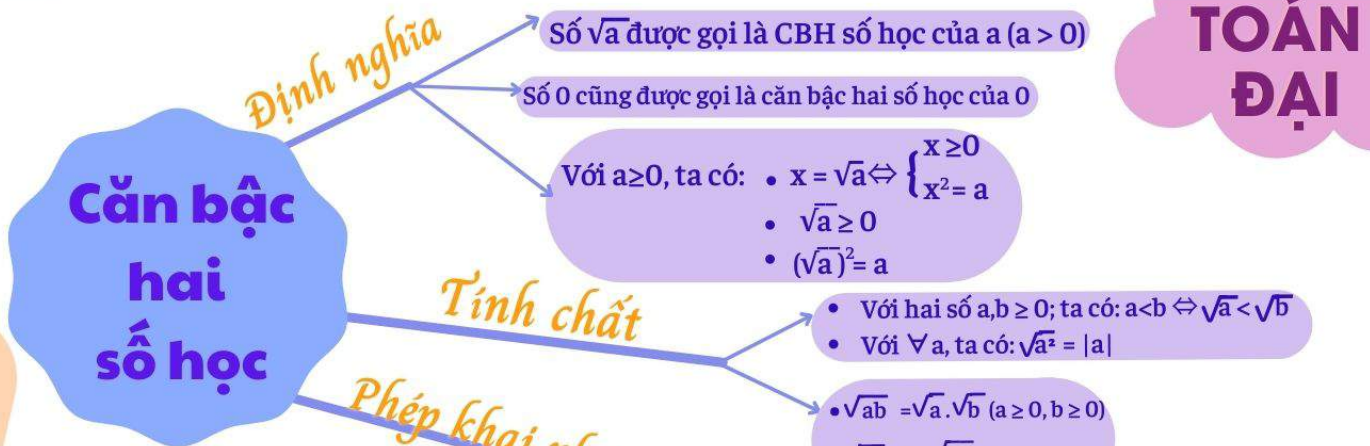 TOÁN
ĐẠI
Định nghĩa
Số √a được gọi là CBH số học của a (a > 0)
Số 0 cũng được gọi là căn bậc hai số học của 0
Với a≥0, ta có: • x = √a ⇔ { x ≥0
x²= a
• √a ≥ 0
• (√a)²= a
Căn bậc
hai
số học
Tính chất
• Với hai số a,b ≥ 0; ta có: a<b ⇔ √a < √b
• Với ∀ a, ta có: √a² = |a|
• √ab = √a . √b (a ≥ 0, b ≥ 0)
Phép khai